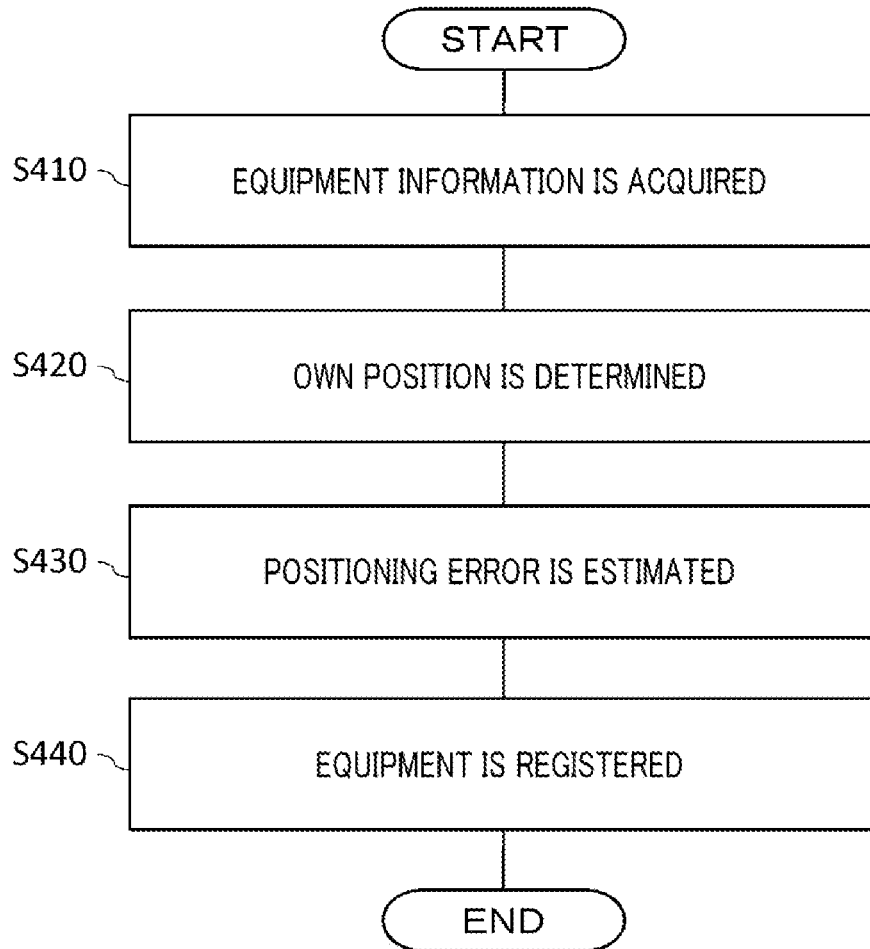 START
S410
EQUIPMENT INFORMATION IS ACQUIRED
S420
OWN POSITION IS DETERMINED
S430
POSITIONING ERROR IS ESTIMATED
S440
EQUIPMENT IS REGISTERED
END